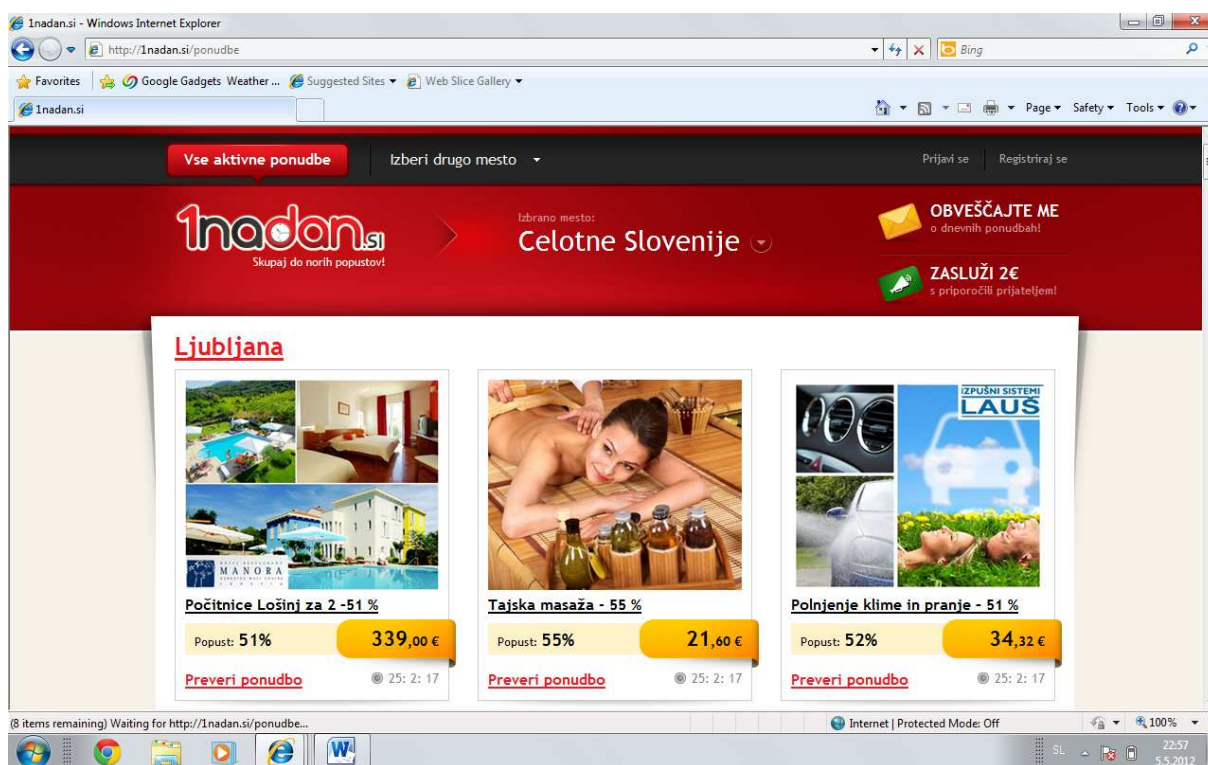 1nadan.si - Windows Internet Explorer
http://1nadan.si/ponudbe
Bing
Favorites
Google Gadgets Weather ...
Suggested Sites
Web Slice Gallery
1nadan.si
Page
Safety
Tools
Vse aktivne ponudbe
Izberi drugo mesto
Prijavi se
Registriraj se
1nadan.si
Skupaj do norih popustov!
Izbrano mesto:
Celotne Slovenije
OBVEŠČAJTE ME
o dnevnih ponudbah!
ZASLUŽI 2€
s priporočili prijateljem!
Ljubljana
MANORA
Počitnice Lošinj za 2 -51 %
Popust: 51%
339,00 €
Preveri ponudbo
25: 2: 17
Tajska masaža - 55 %
Popust: 55%
21,60 €
Preveri ponudbo
25: 2: 17
IZPUŠNI SISTEMI
LAUŠ
Polnjenje klime in pranje - 51 %
Popust: 52%
34,32 €
Preveri ponudbo
25: 2: 17
(8 items remaining) Waiting for http://1nadan.si/ponudbe...
Internet | Protected Mode: Off
100%
SL
22:57
5.5.2012